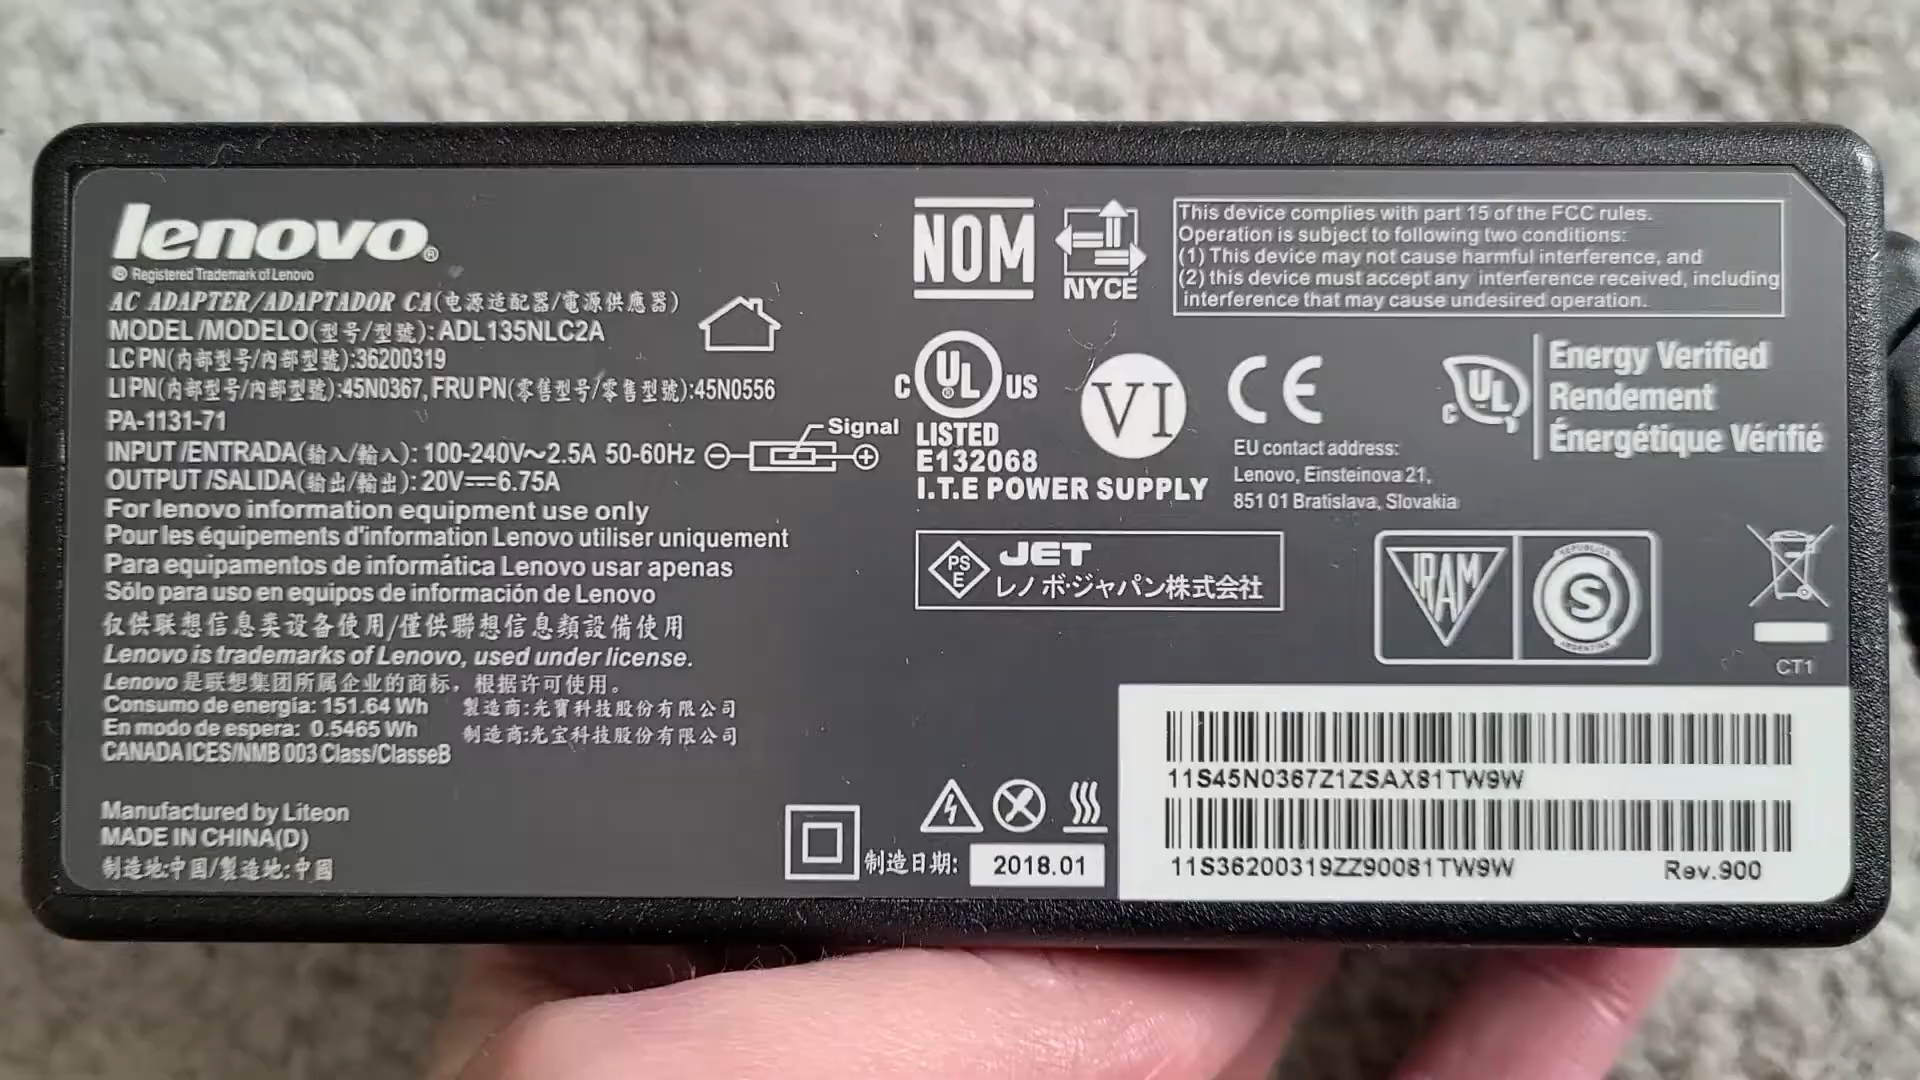 lenovo®
® Registered Trademark of Lenovo
AC ADAPTER/ADAPTADOR CA(电源适配器/電源供應器)
MODEL/MODELO(型号/型號):ADL135NLC2A
LC PN(内部型号/內部型號):36200319
LI PN(内部型号/內部型號):45N0367, FRU PN(零售型号/零售型號):45N0556
PA-1131-71
INPUT/ENTRADA(输入/輸入): 100-240V～2.5A 50-60Hz
Signal
OUTPUT/SALIDA(输出/輸出): 20V⎓6.75A
For lenovo information equipment use only
Pour les équipements d'information Lenovo utiliser uniquement
Para equipamentos de informática Lenovo usar apenas
Sólo para uso en equipos de información de Lenovo
仅供联想信息类设备使用/僅供聯想信息類設備使用
Lenovo is trademarks of Lenovo, used under license.
Lenovo 是联想集团所属企业的商标，根据许可使用。
Consumo de energía: 151.64 Wh
En modo de espera: 0.5465 Wh
CANADA ICES/NMB 003 Class/ClasseB
製造商:光寶科技股份有限公司
制造商:光宝科技股份有限公司
Manufactured by Liteon
MADE IN CHINA(D)
制造地:中国/製造地:中國
NOM
NYCE
This device complies with part 15 of the FCC rules.
Operation is subject to following two conditions:
(1) This device may not cause harmful interference, and
(2) this device must accept any interference received, including
interference that may cause undesired operation.
C UL® US
LISTED
E132068
I.T.E POWER SUPPLY
VI
CE
EU contact address:
Lenovo, Einsteinova 21,
851 01 Bratislava, Slovakia
C UL
Energy Verified
Rendement
Énergétique Vérifié
PS
E
JET
レノボ・ジャパン株式会社
IRAM
REPUBLICA
S
ARGENTINA
CT1
制造日期:
2018.01
11S45N0367Z1ZSAX81TW9W
11S36200319ZZ90081TW9W
Rev.900